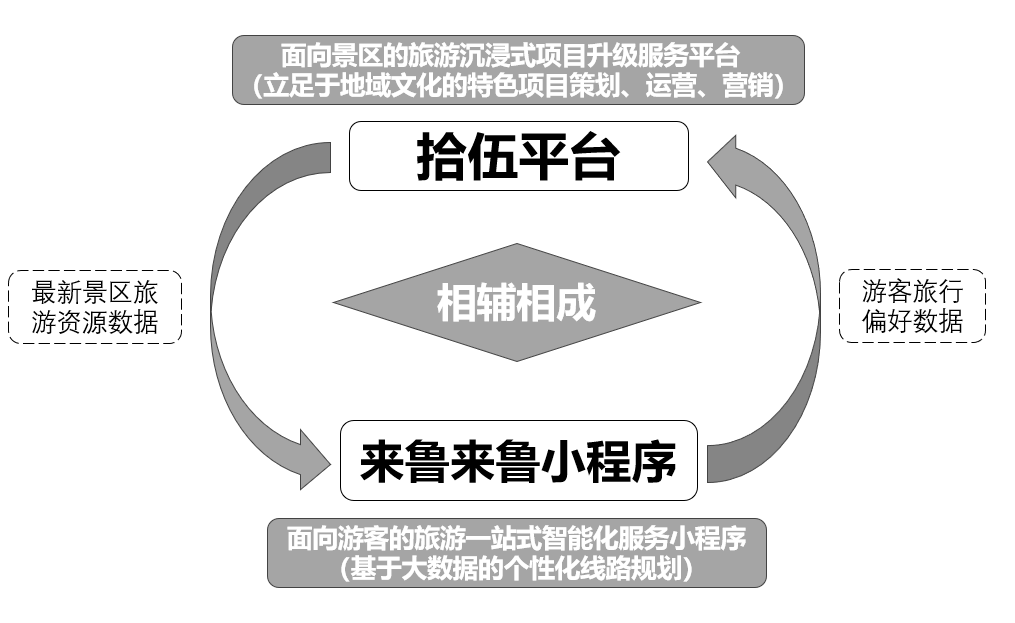 面向景区的旅游沉浸式项目升级服务平台
（立足于地域文化的特色项目策划、运营、营销）
拾伍平台
最新景区旅
游资源数据
相辅相成
游客旅行
偏好数据
来鲁来鲁小程序
面向游客的旅游一站式智能化服务小程序
（基于大数据的个性化线路规划）